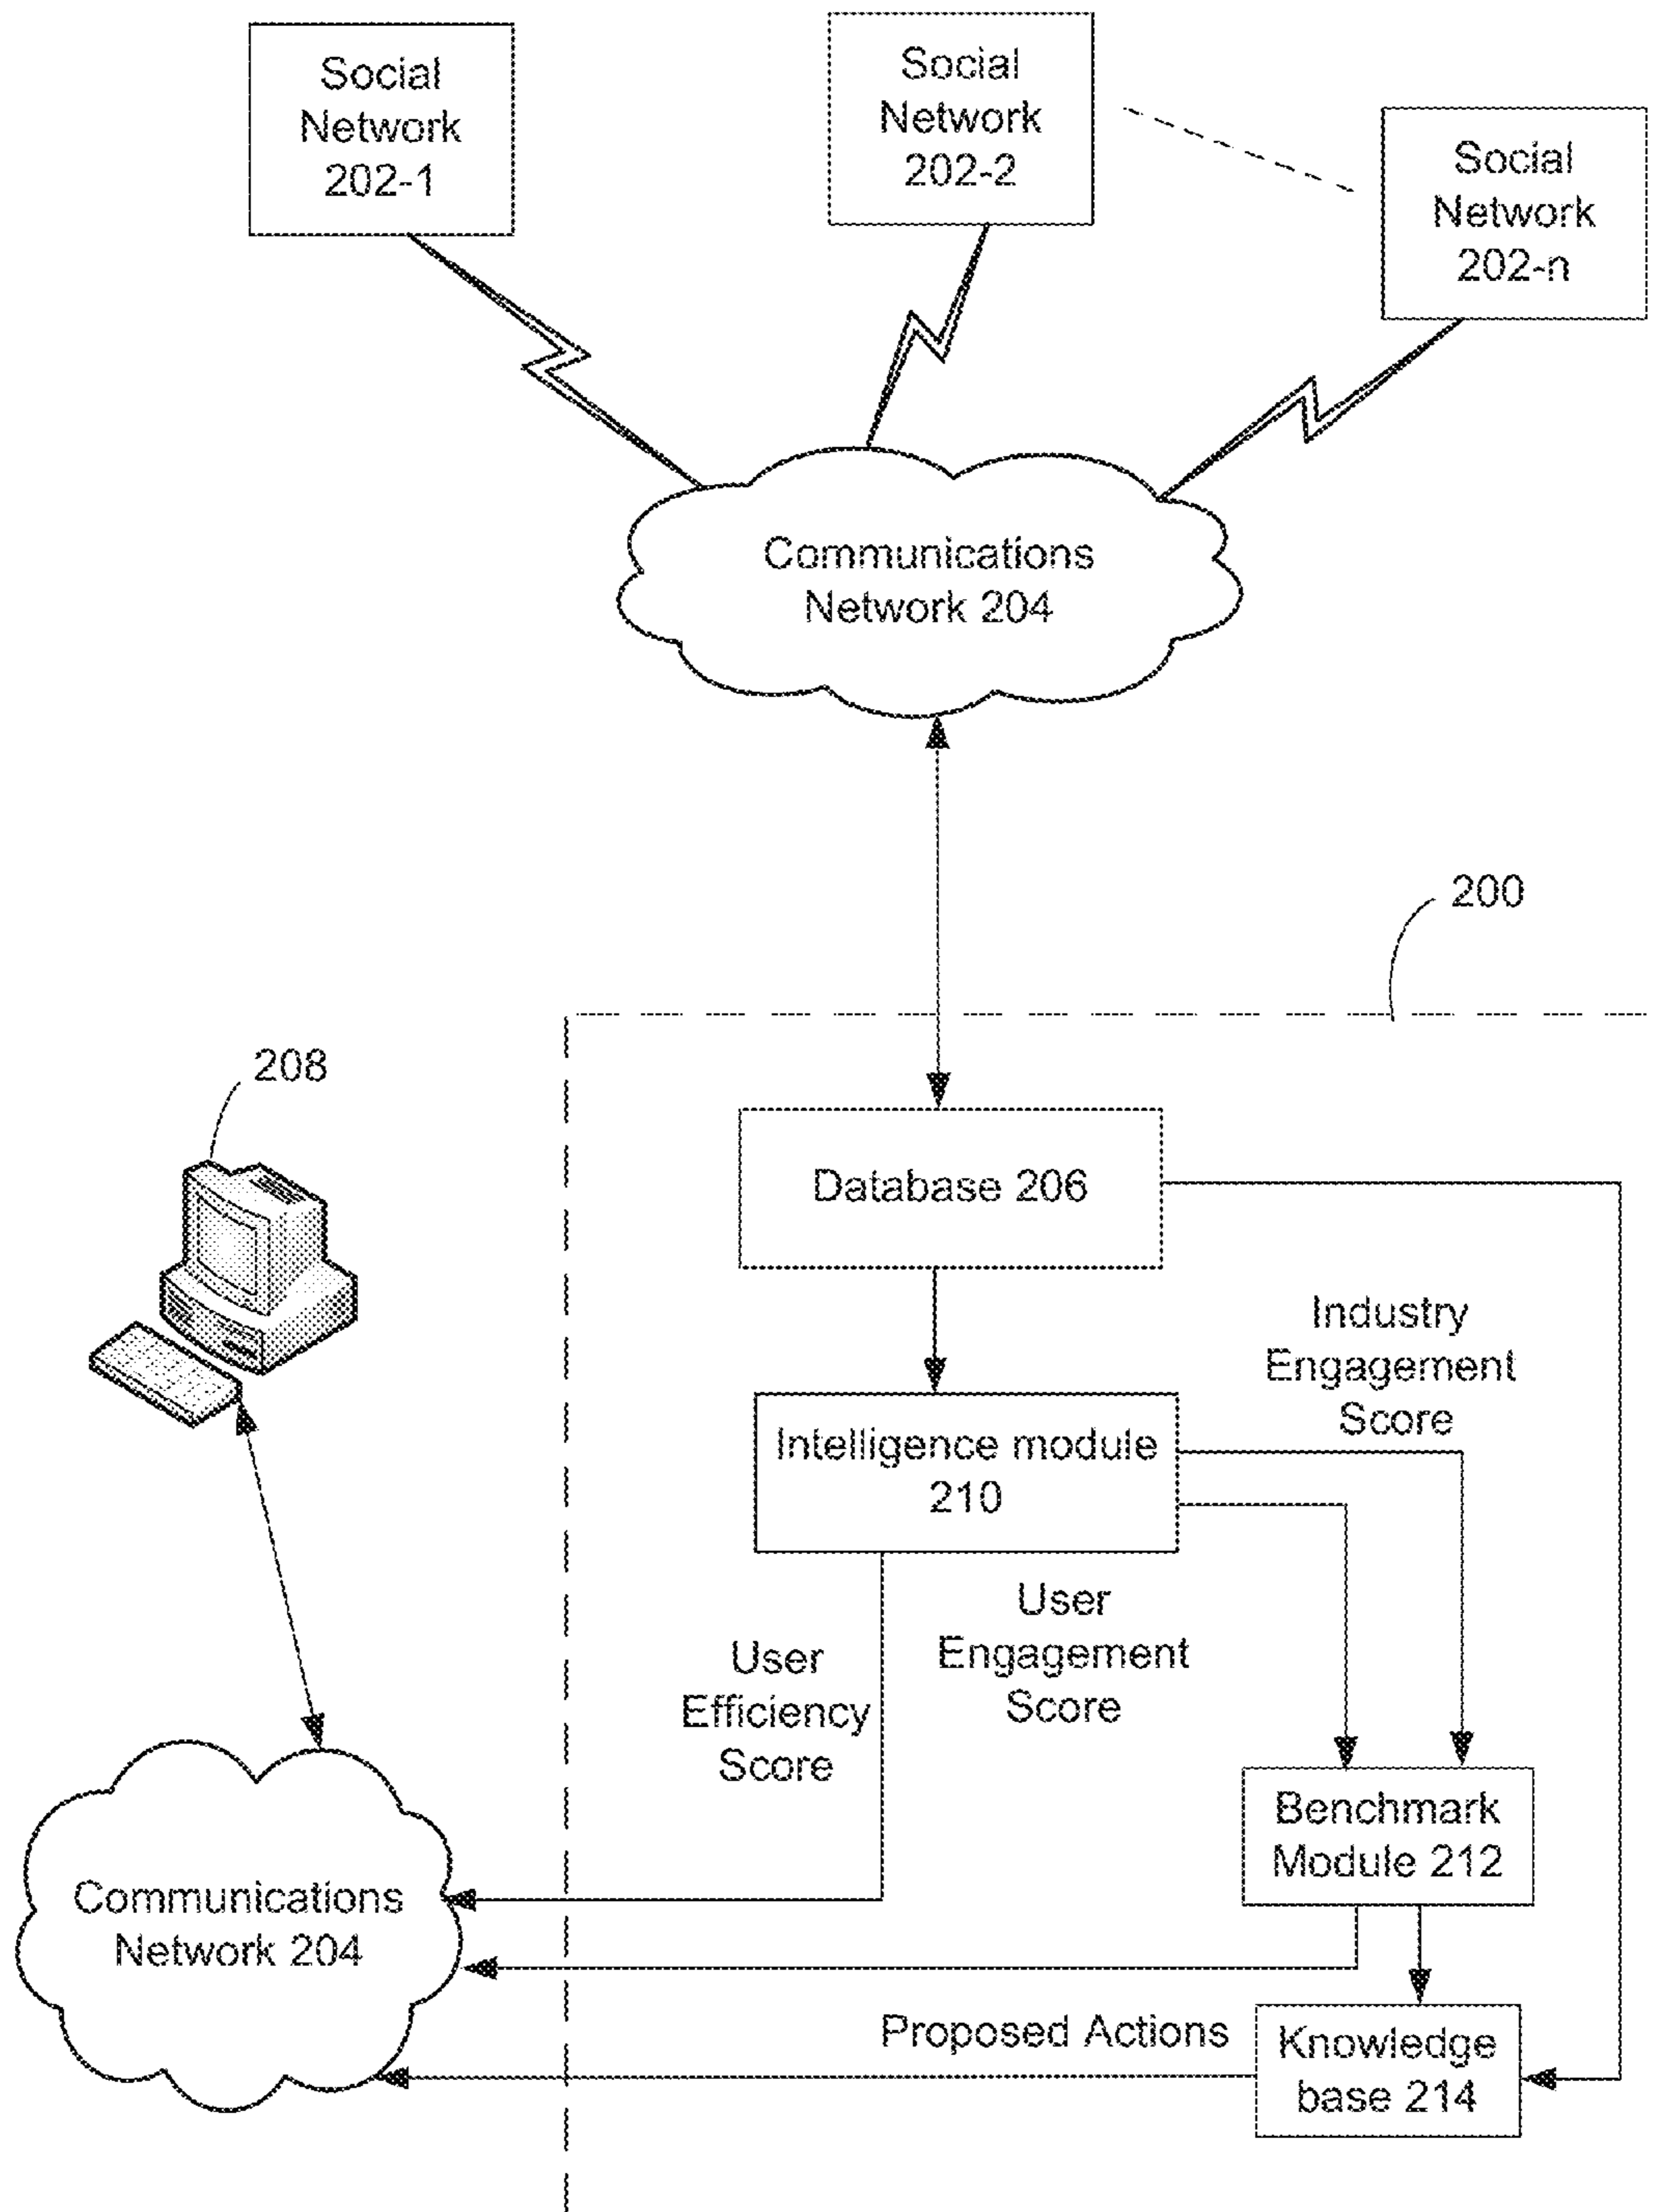 Social
Network
202-1
Social
Network
202-2
Social
Network
202-n
Communications
Network 204
200
208
Database 206
Industry
Engagement
Score
Intelligence module
210
User
Engagement
Score
User
Efficiency
Score
Benchmark
Module 212
Communications
Network 204
Proposed Actions
Knowledge
base 214